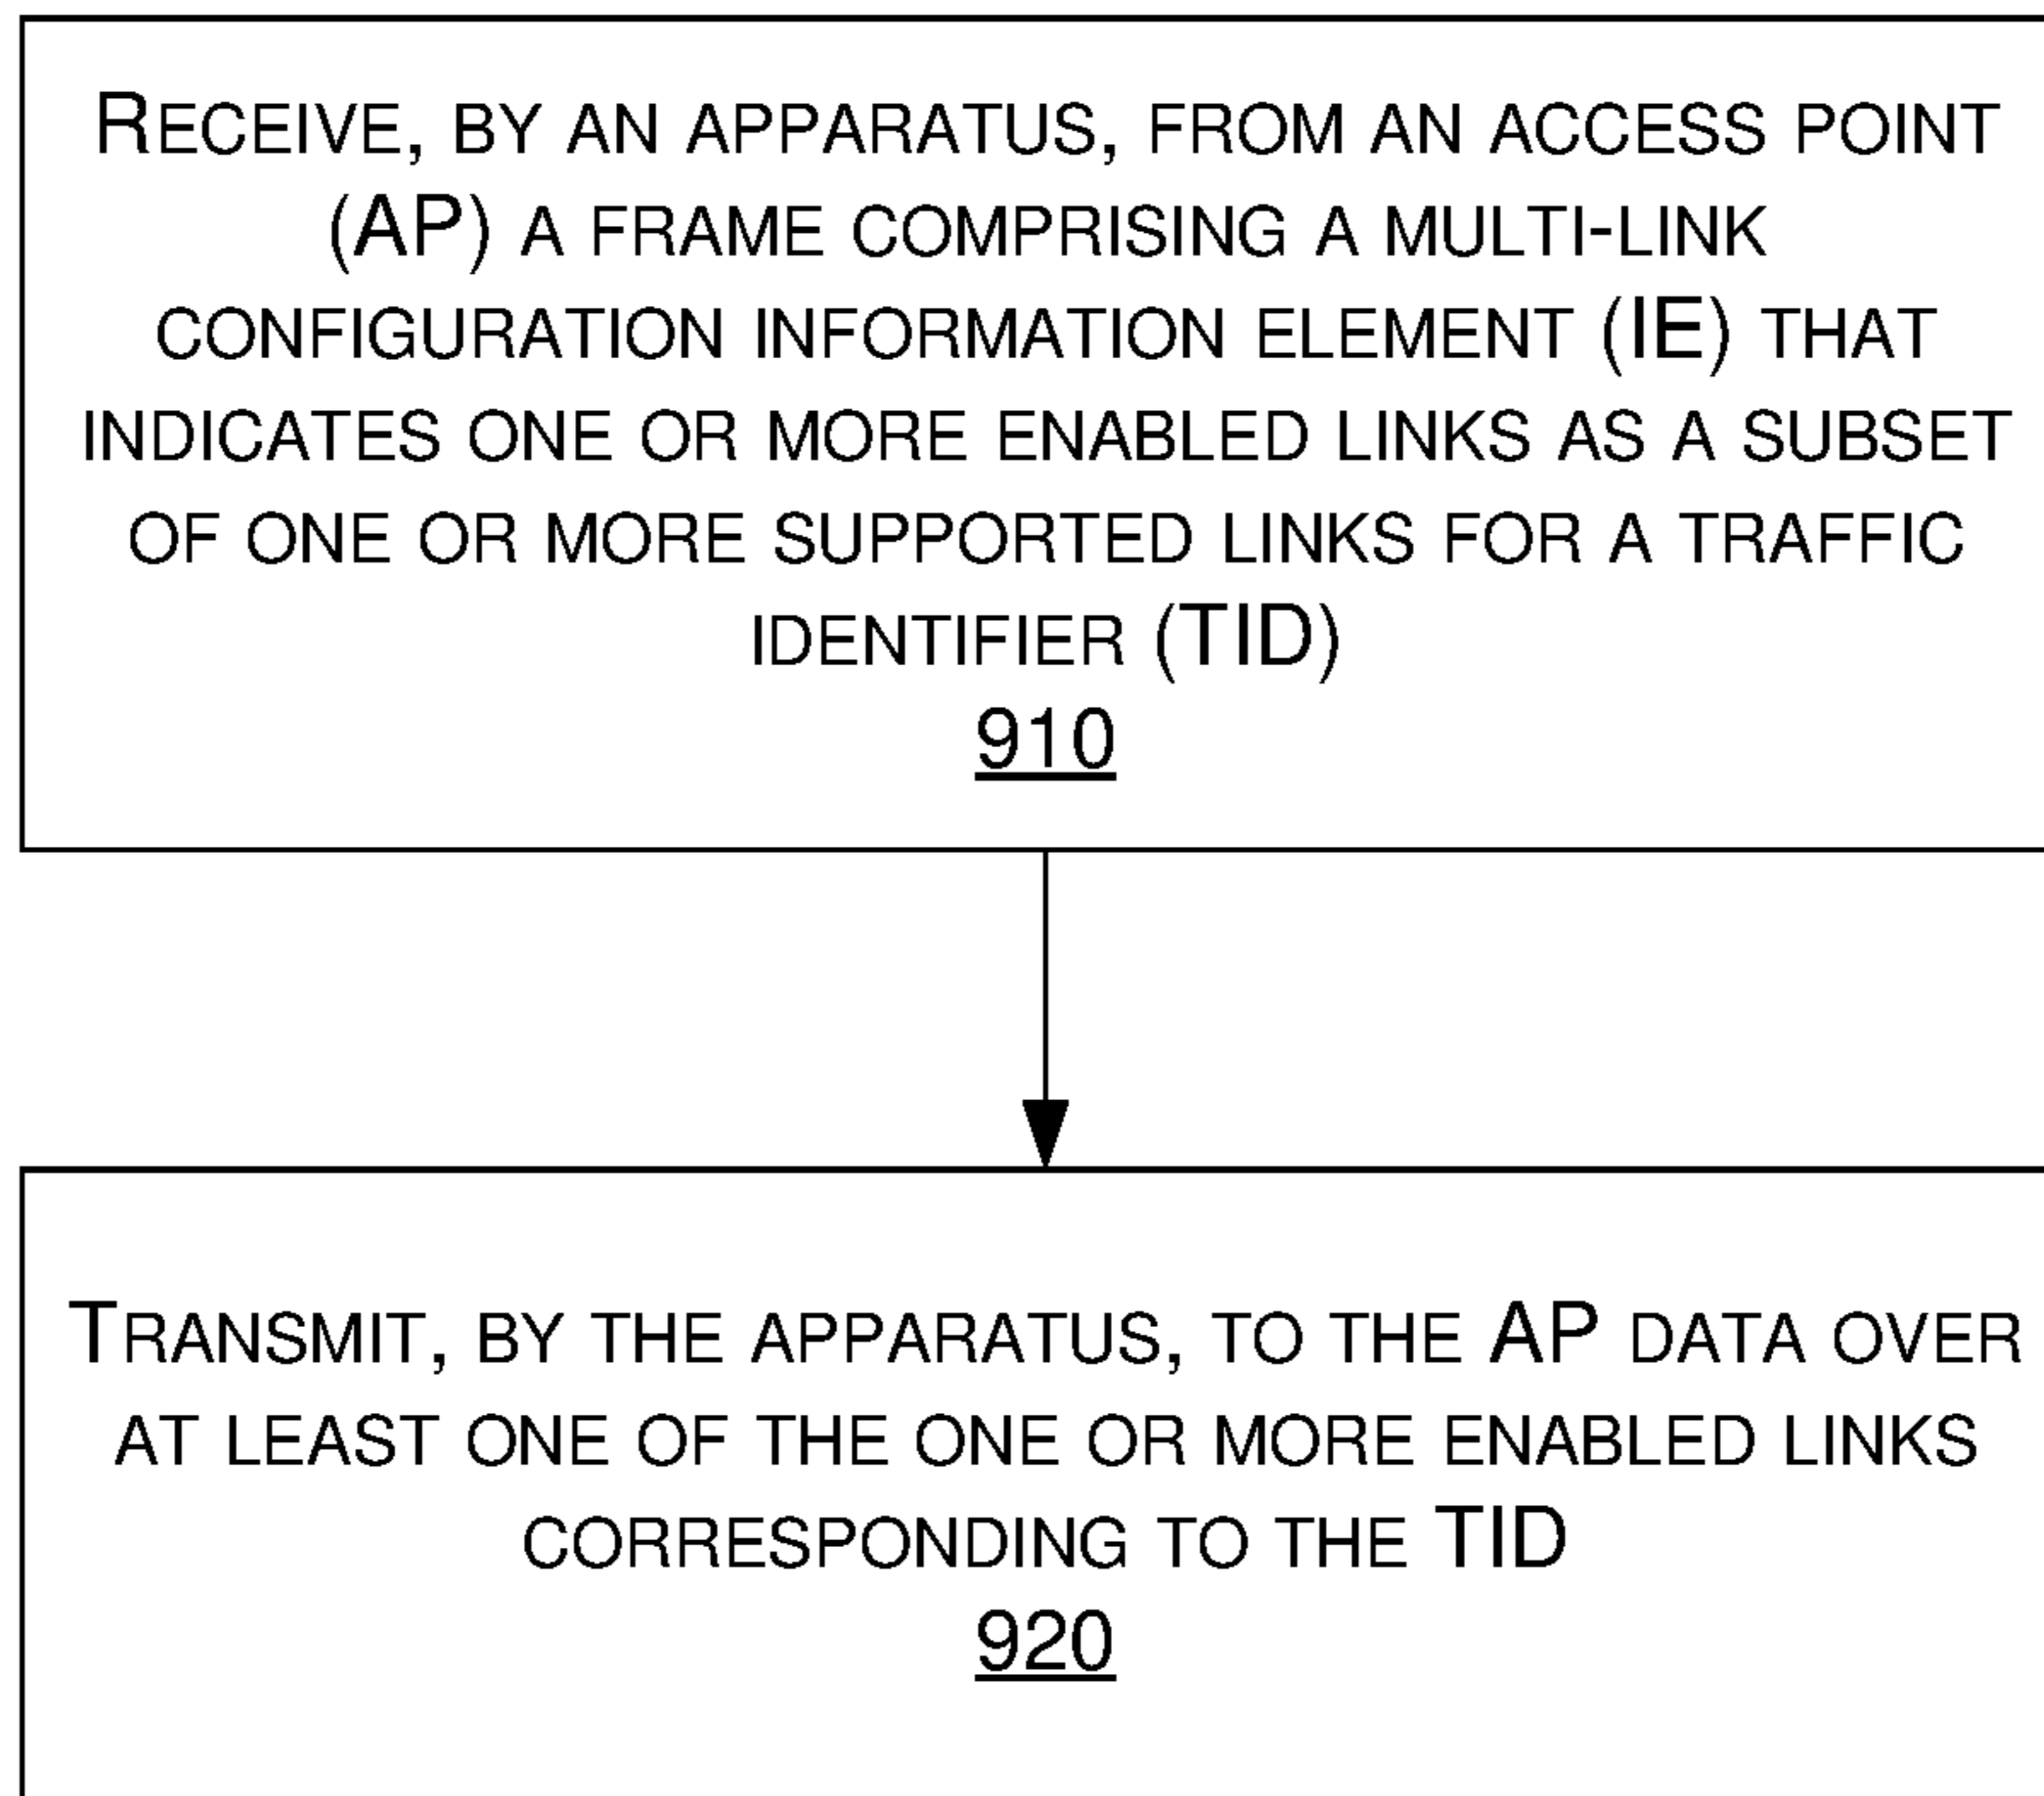 RECEIVE, BY AN APPARATUS, FROM AN ACCESS POINT
(AP) A FRAME COMPRISING A MULTI-LINK
CONFIGURATION INFORMATION ELEMENT (IE) THAT
INDICATES ONE OR MORE ENABLED LINKS AS A SUBSET
OF ONE OR MORE SUPPORTED LINKS FOR A TRAFFIC
IDENTIFIER (TID)
910
TRANSMIT, BY THE APPARATUS, TO THE AP DATA OVER
AT LEAST ONE OF THE ONE OR MORE ENABLED LINKS
CORRESPONDING TO THE TID
920